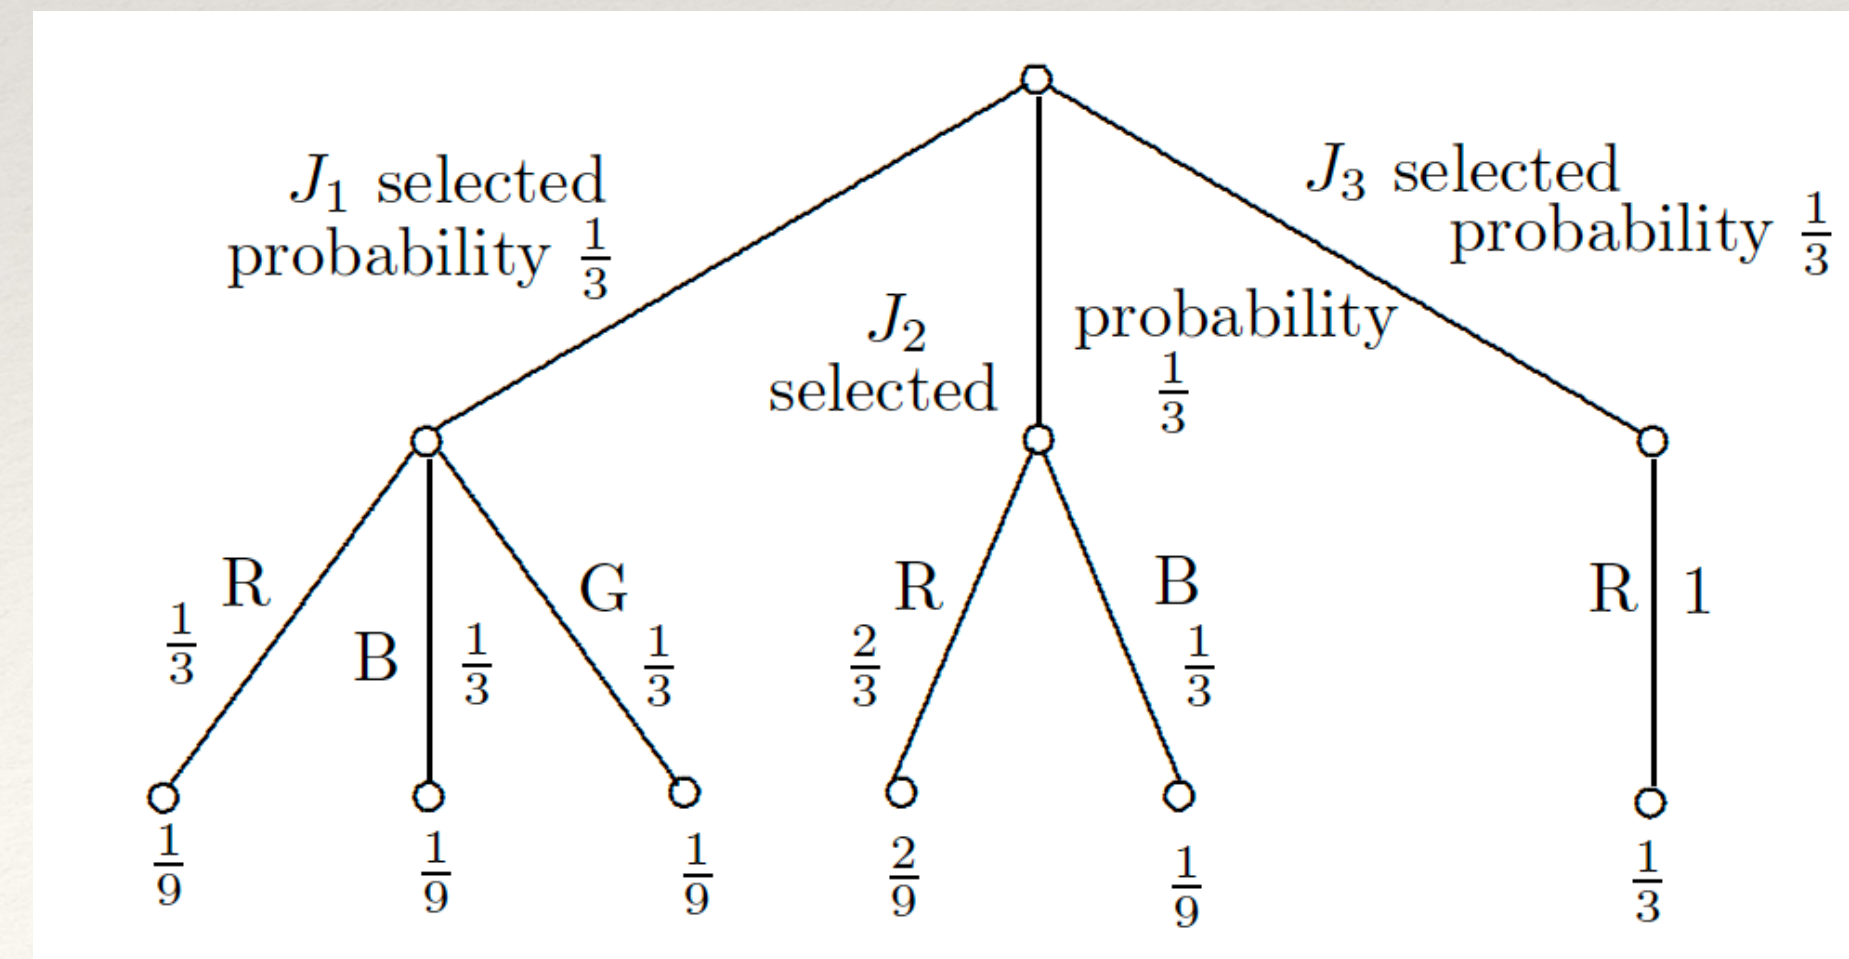 J₁ selected
probability 1/3
J₃ selected
probability 1/3
J₂
selected
probability
1/3
R
1/3
B
1/3
G
1/3
R
2/3
B
1/3
R
1
1/9
1/9
1/9
2/9
1/9
1/3